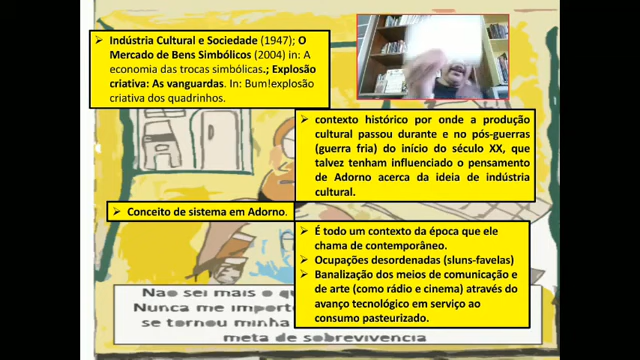 Indústria Cultural e Sociedade (1947); O
Mercado de Bens Simbólicos (2004) in: A
economia das trocas simbólicas.; Explosão
criativa: As vanguardas. In: Bum!explosão
criativa dos quadrinhos.
contexto histórico por onde a produção
cultural passou durante e no pós-guerras
(guerra fria) do início do século XX, que
talvez tenham influenciado o pensamento
de Adorno acerca da ideia de indústria
cultural.
Conceito de sistema em Adorno.
É todo um contexto da época que ele
chama de contemporâneo.
Ocupações desordenadas (sluns-favelas)
Banalização dos meios de comunicação e
de arte (como rádio e cinema) através do
avanço tecnológico em serviço ao
consumo pasteurizado.
Não sei mais o
Nunca me
se tornou minha
meta de sobrevivencia